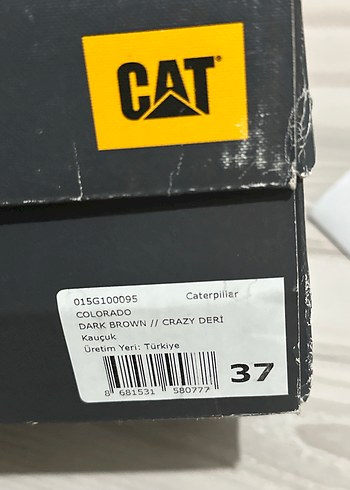 CAT
015G100095 Caterpillar
COLORADO
DARK BROWN // CRAZY DERİ
Kauçuk
Üretim Yeri: Türkiye
37
8 681531 580777